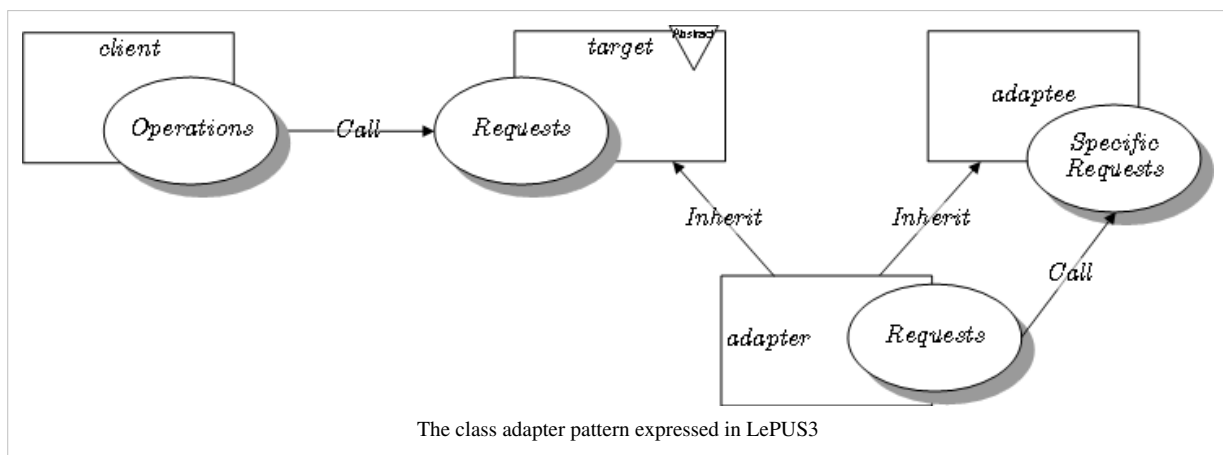 client
target
Abstract
adaptee
Operations
Call
Requests
Specific
Requests
Inherit
Inherit
Call
adapter
Requests
The class adapter pattern expressed in LePUS3